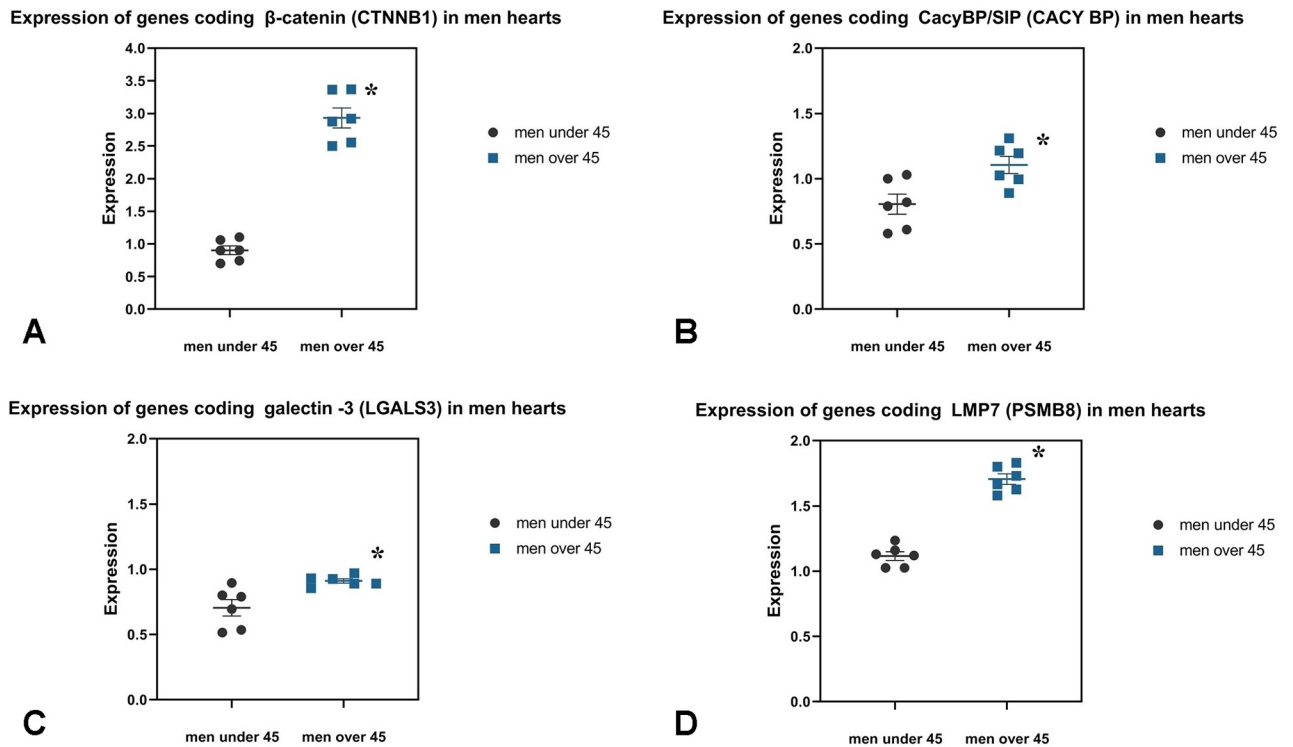 Expression of genes coding  β-catenin (CTNNB1) in men hearts
4.0
3.5
3.0
2.5
2.0
1.5
1.0
0.5
0.0
Expression
*
men under 45
men over 45
men under 45
men over 45
A
Expression of genes coding  CacyBP/SIP (CACY BP) in men hearts
2.0
1.5
1.0
0.5
0.0
Expression
*
men under 45
men over 45
men under 45
men over 45
B
Expression of genes coding  galectin -3 (LGALS3) in men hearts
2.0
1.5
1.0
0.5
0.0
Expression
*
men under 45
men over 45
men under 45
men over 45
C
Expression of genes coding  LMP7 (PSMB8) in men hearts
2.0
1.5
1.0
0.5
0.0
Expression
*
men under 45
men over 45
men under 45
men over 45
D